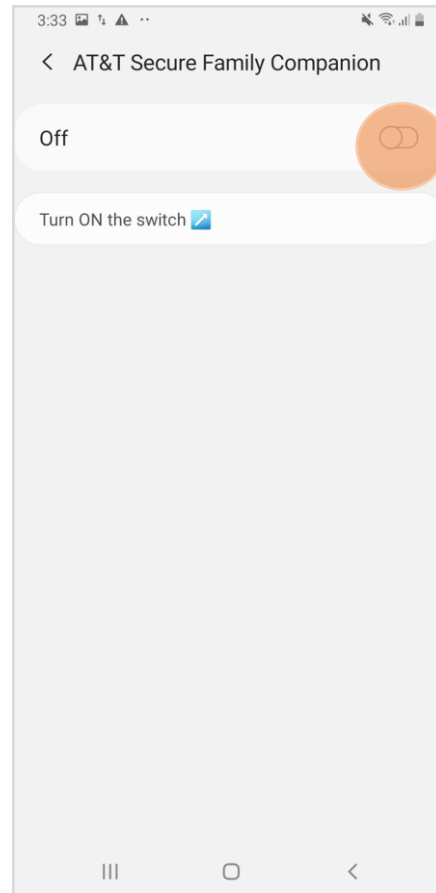 3:33
AT&T Secure Family Companion
Off
Turn ON the switch ↗️